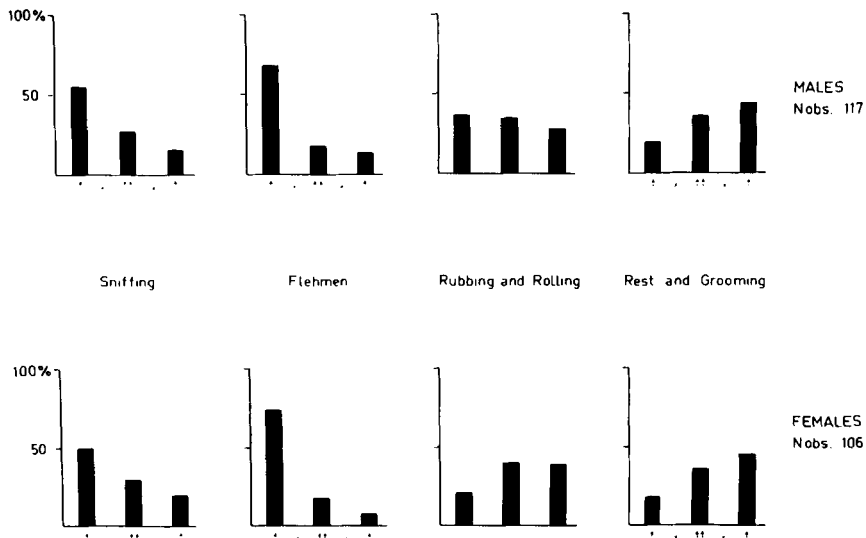 100%
50
MALES
Nobs. 117
Sniffing
Flehmen
Rubbing and Rolling
Rest and Grooming
100%
50
FEMALES
Nobs. 106